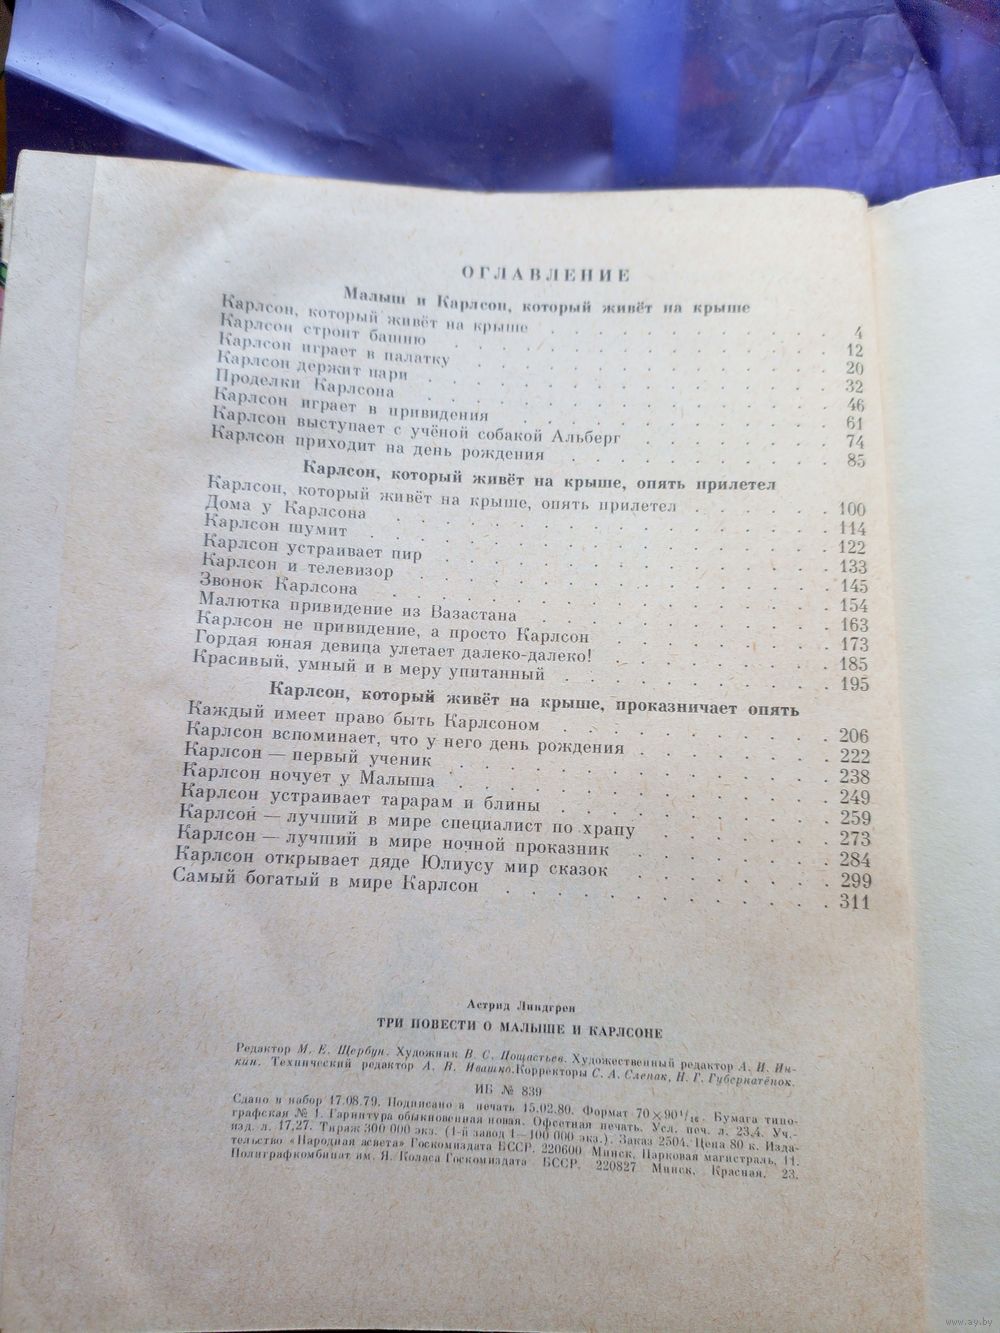 ОГЛАВЛЕНИЕ
Малыш и Карлсон, который живёт на крыше
Карлсон, который живёт на крыше . . . 4
Карлсон строит башню . . . 12
Карлсон играет в палатку . . . 20
Карлсон держит пари . . . 32
Проделки Карлсона . . . 46
Карлсон играет в привидения . . . 61
Карлсон выступает с учёной собакой Альберг . . . 74
Карлсон приходит на день рождения . . . 85
Карлсон, который живёт на крыше, опять прилетел
Карлсон, который живёт на крыше, опять прилетел . . . 100
Дома у Карлсона . . . 114
Карлсон шумит . . . 122
Карлсон устраивает пир . . . 133
Карлсон и телевизор . . . 145
Звонок Карлсона . . . 154
Малютка привидение из Вазастана . . . 163
Карлсон не привидение, а просто Карлсон . . . 173
Гордая юная девица улетает далеко-далеко! . . . 185
Красивый, умный и в меру упитанный . . . 195
Карлсон, который живёт на крыше, проказничает опять
Каждый имеет право быть Карлсоном . . . 206
Карлсон вспоминает, что у него день рождения . . . 222
Карлсон — первый ученик . . . 238
Карлсон ночует у Малыша . . . 249
Карлсон устраивает тарарам и блины . . . 259
Карлсон — лучший в мире специалист по храпу . . . 273
Карлсон — лучший в мире ночной проказник . . . 284
Карлсон открывает дяде Юлиусу мир сказок . . . 299
Самый богатый в мире Карлсон . . . 311
Астрид Линдгрен
ТРИ ПОВЕСТИ О МАЛЫШЕ И КАРЛСОНЕ
Редактор М. Е. Щербун. Художник В. С. Пощастьев. Художественный редактор А. И. Ин-
кин. Технический редактор А. Н. Ивашко. Корректоры С. А. Слепак, Н. Г. Губернатёнок.
ИБ № 839
Сдано в набор 17.08.79. Подписано в печать 15.02.80. Формат 70×90 1/16. Бумага типо-
графская № 1. Гарнитура обыкновенная новая. Офсетная печать. Усл. печ. л. 23,4. Уч.-
изд. л. 17,27. Тираж 300 000 экз. (1-й завод 1—100 000 экз.). Заказ 2504. Цена 80 к. Изда-
тельство «Народная асвета» Госкомиздата БССР. 220600 Минск, Парковая магистраль, 11.
Полиграфкомбинат им. Я. Коласа Госкомиздата БССР. 220827 Минск, Красная, 23.
www.ay.by